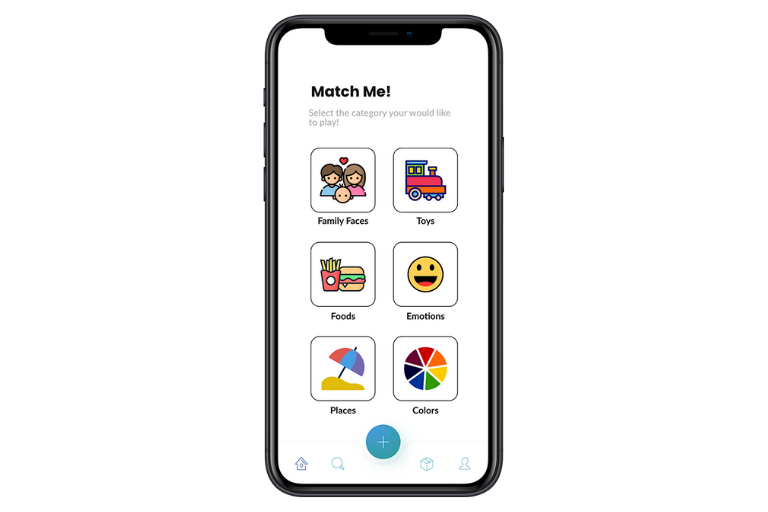 Match Me!
Select the category your would like
to play!
Family Faces
Toys
Foods
Emotions
Places
Colors